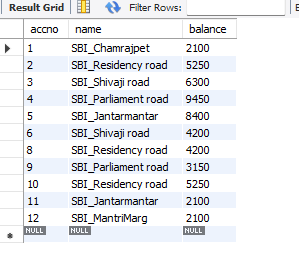 Result Grid Filter Rows: E
accno name balance
1 SBI_Chamrajpet 2100
2 SBI_Residency road 5250
3 SBI_Shivaji road 6300
4 SBI_Parliament road 9450
5 SBI_Jantarmantar 8400
6 SBI_Shivaji road 4200
8 SBI_Residency road 4200
9 SBI_Parliament road 3150
10 SBI_Residency road 5250
11 SBI_Jantarmantar 2100
12 SBI_MantriMarg 2100
NULL NULL NULL